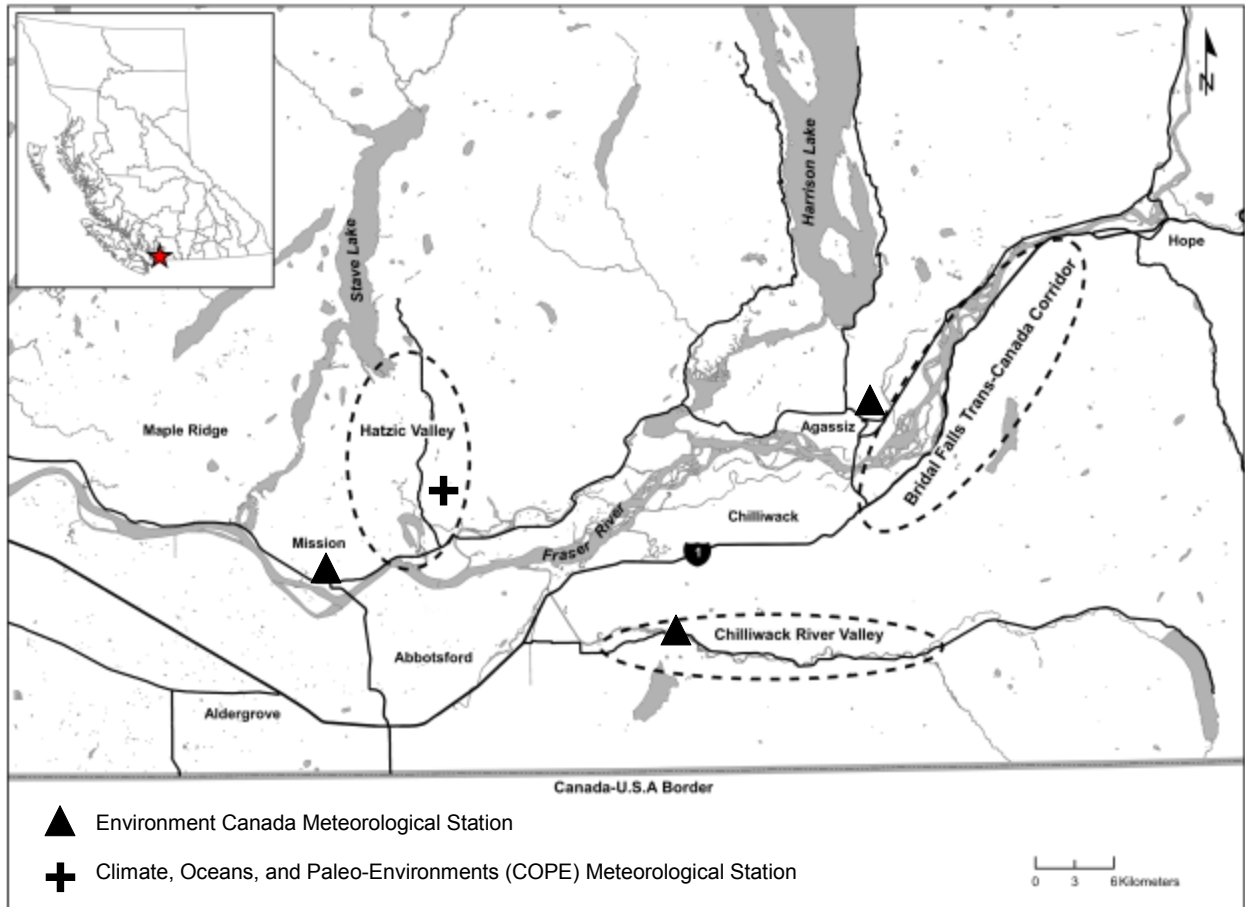 N
Harrison Lake
Stave Lake
Hope
Bridal Falls Trans-Canada Corridor
Maple Ridge
Hatzic Valley
Agassiz
Chilliwack
Mission
Fraser River
1
Chilliwack River Valley
Abbotsford
Aldergrove
Canada-U.S.A Border
Environment Canada Meteorological Station
Climate, Oceans, and Paleo-Environments (COPE) Meteorological Station
0 3 6 Kilometers